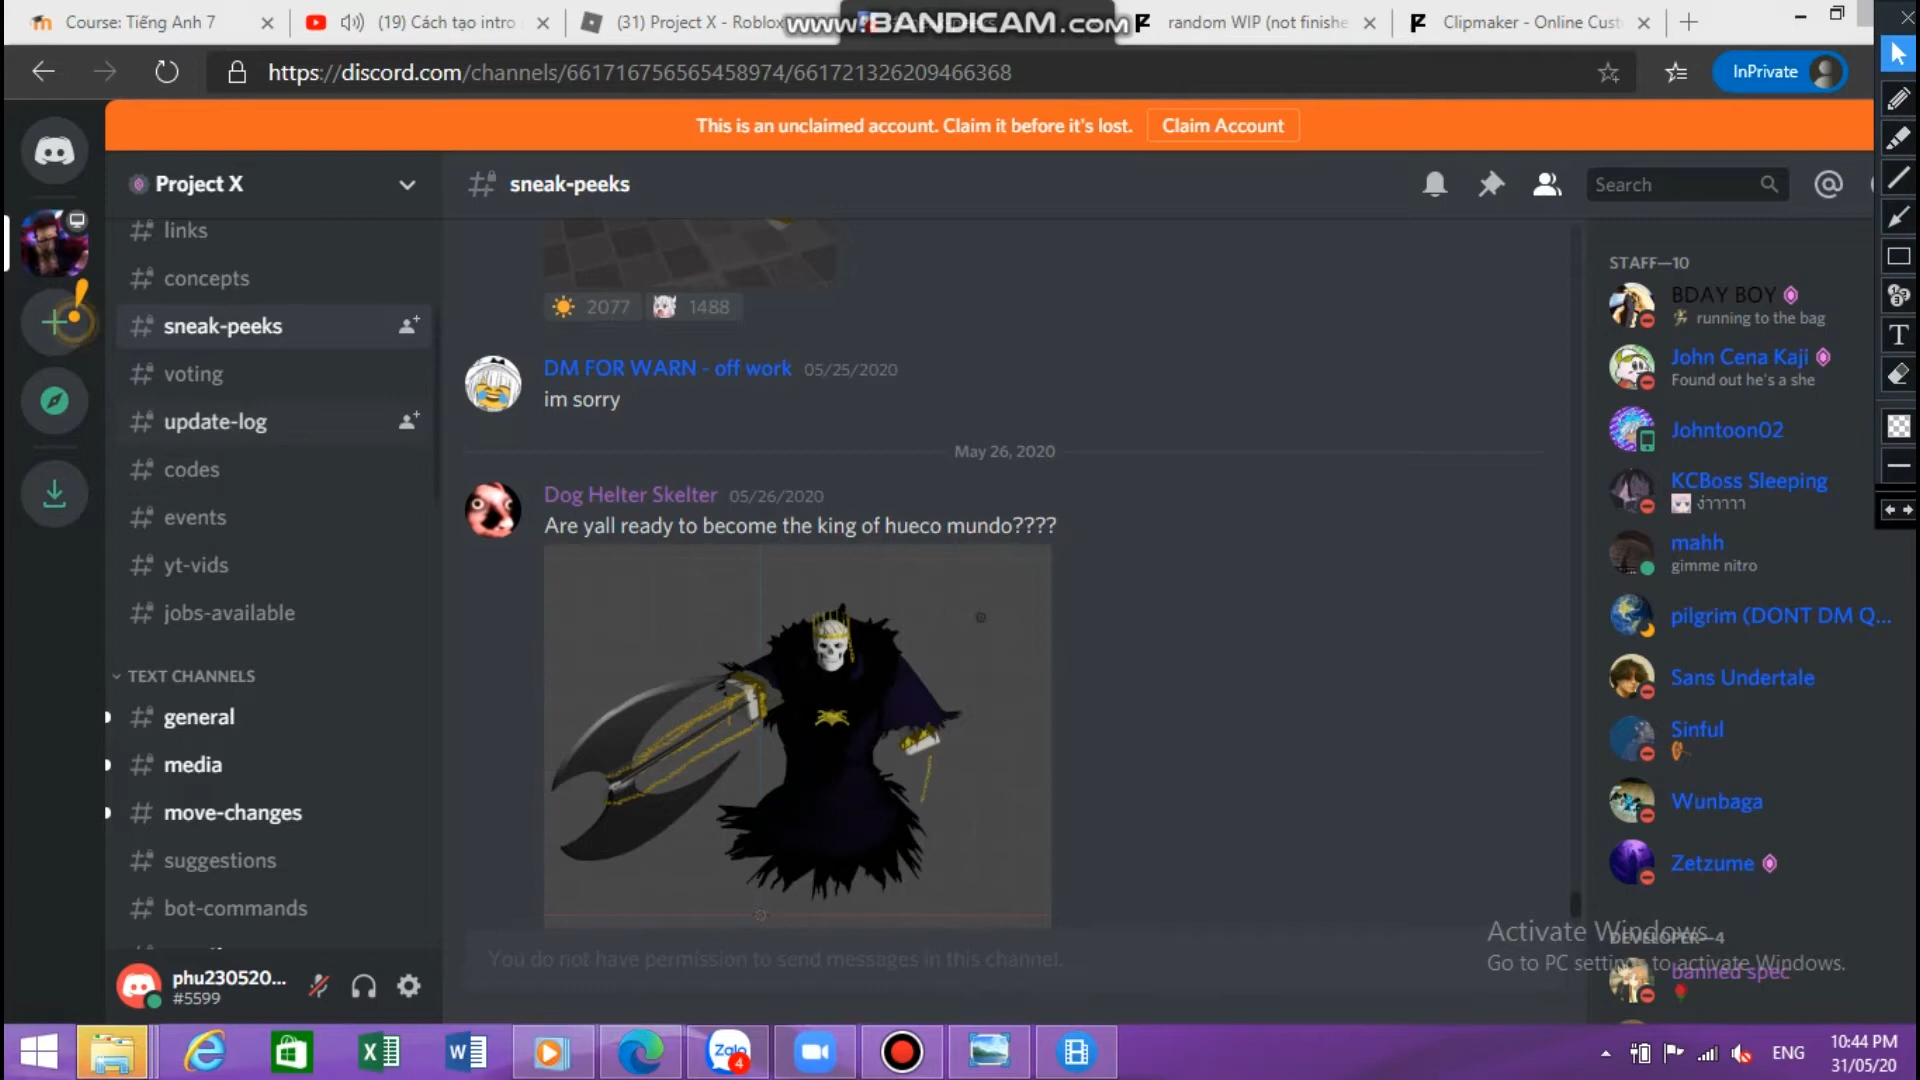 Course: Tiếng Anh 7
(19) Cách tạo intro
(31) Project X - Roblox
www.BANDICAM.com
random WIP (not finishe
Clipmaker - Online Cust
https://discord.com/channels/661716756565458974/661721326209466368
InPrivate
This is an unclaimed account. Claim it before it's lost.
Claim Account
Project X
sneak-peeks
Search
links
concepts
sneak-peeks
voting
update-log
codes
events
yt-vids
jobs-available
TEXT CHANNELS
general
media
move-changes
suggestions
bot-commands
phu230520...
#5599
2077
1488
DM FOR WARN - off work 05/25/2020
im sorry
May 26, 2020
Dog Helter Skelter 05/26/2020
Are yall ready to become the king of hueco mundo????
You do not have permission to send messages in this channel.
STAFF—10
BDAY BOY
running to the bag
John Cena Kaji
Found out he's a she
Johntoon02
KCBoss Sleeping
mahh
gimme nitro
pilgrim (DONT DM Q...
Sans Undertale
Sinful
Wunbaga
Zetzume
DEVELOPER—4
banned spec
Activate Windows
Go to PC settings to activate Windows.
T
Zalo
4
ENG
10:44 PM
31/05/20